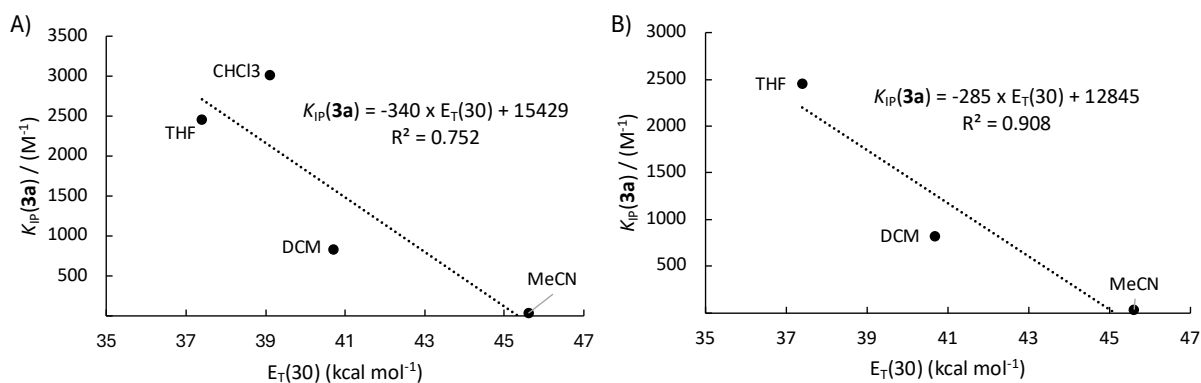 A)
3500
3000
2500
2000
1500
1000
500
CHCl3
THF
K_IP(3a) = -340 x E_T(30) + 15429
R² = 0.752
DCM
MeCN
35 37 39 41 43 45 47
E_T(30) (kcal mol⁻¹)
K_IP(3a) / (M⁻¹)
B)
3000
2500
2000
1500
1000
500
THF
K_IP(3a) = -285 x E_T(30) + 12845
R² = 0.908
DCM
MeCN
35 37 39 41 43 45 47
E_T(30) (kcal mol⁻¹)
K_IP(3a) / (M⁻¹)